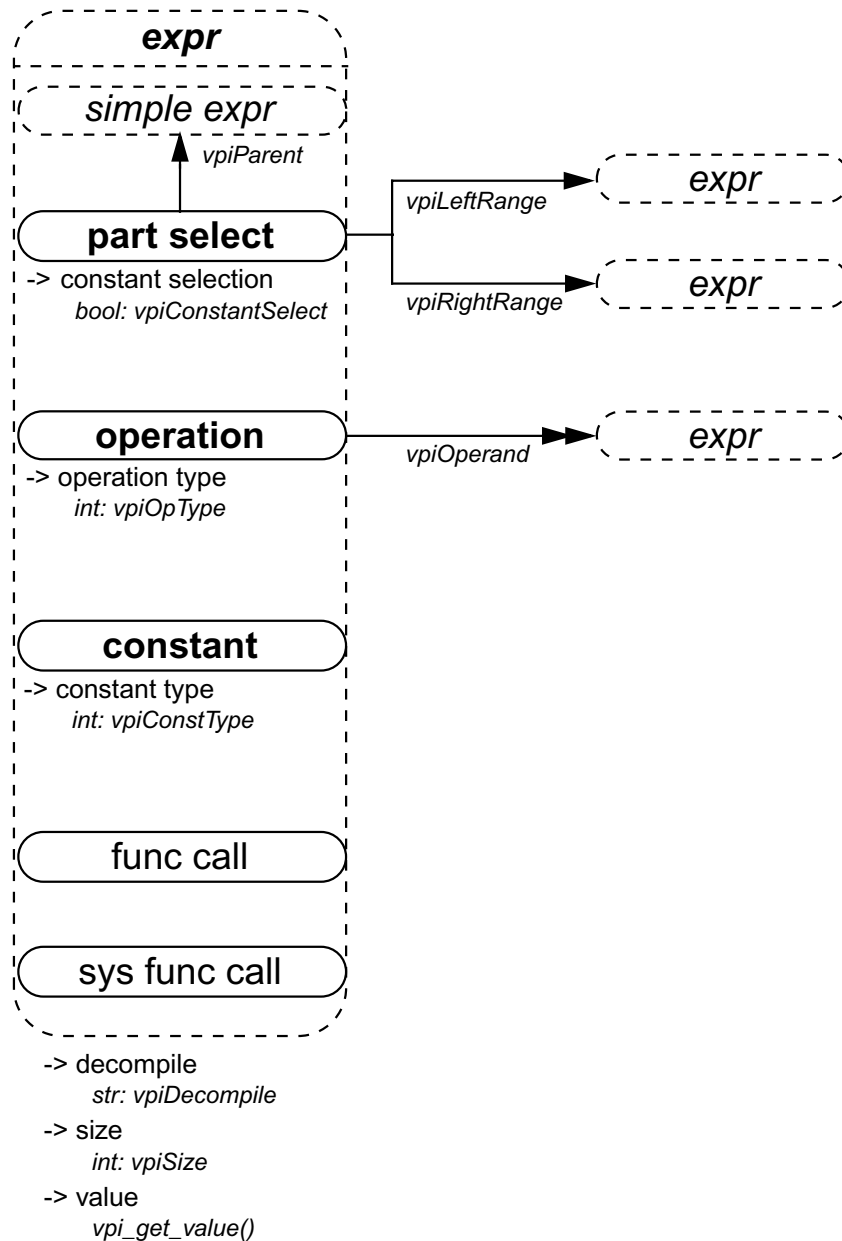 expr
simple expr
vpiParent
part select
vpiLeftRange
expr
-> constant selection
bool: vpiConstantSelect
vpiRightRange
expr
operation
vpiOperand
expr
-> operation type
int: vpiOpType
constant
-> constant type
int: vpiConstType
func call
sys func call
-> decompile
str: vpiDecompile
-> size
int: vpiSize
-> value
vpi_get_value()